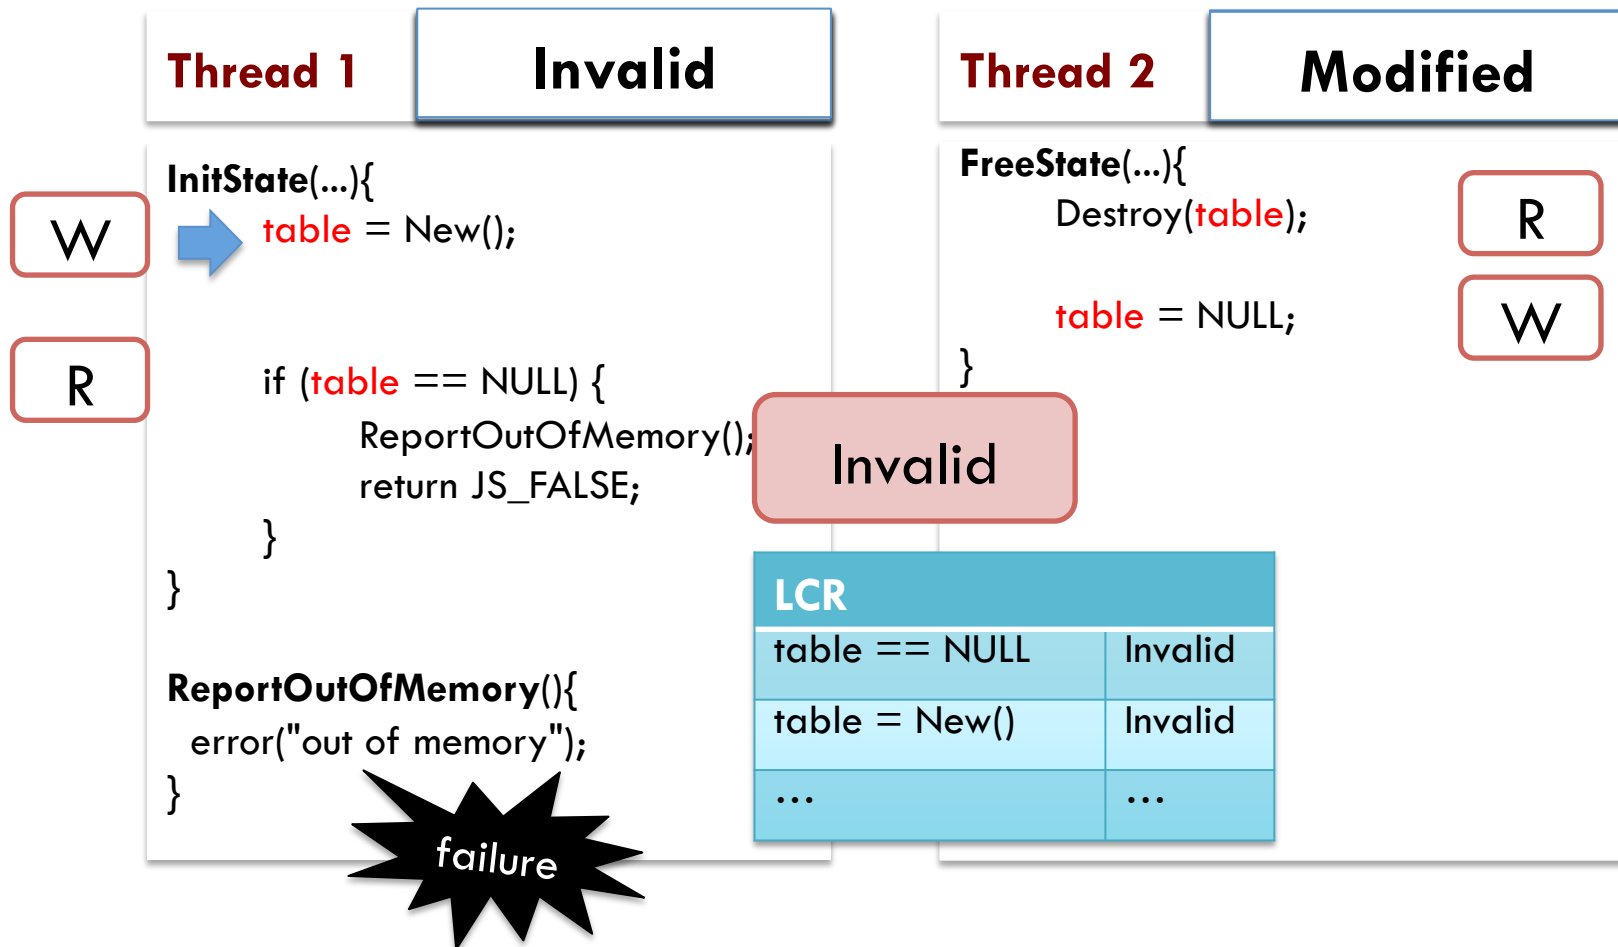 Thread 1
Invalid
Thread 2
Modified
InitState(...){
W
table = New();
R
if (table == NULL) {
ReportOutOfMemory();
return JS_FALSE;
}
}
ReportOutOfMemory(){
error("out of memory");
}
failure
FreeState(...){
Destroy(table);
R
table = NULL;
W
}
Invalid
LCR
table == NULL Invalid
table = New() Invalid
... ...